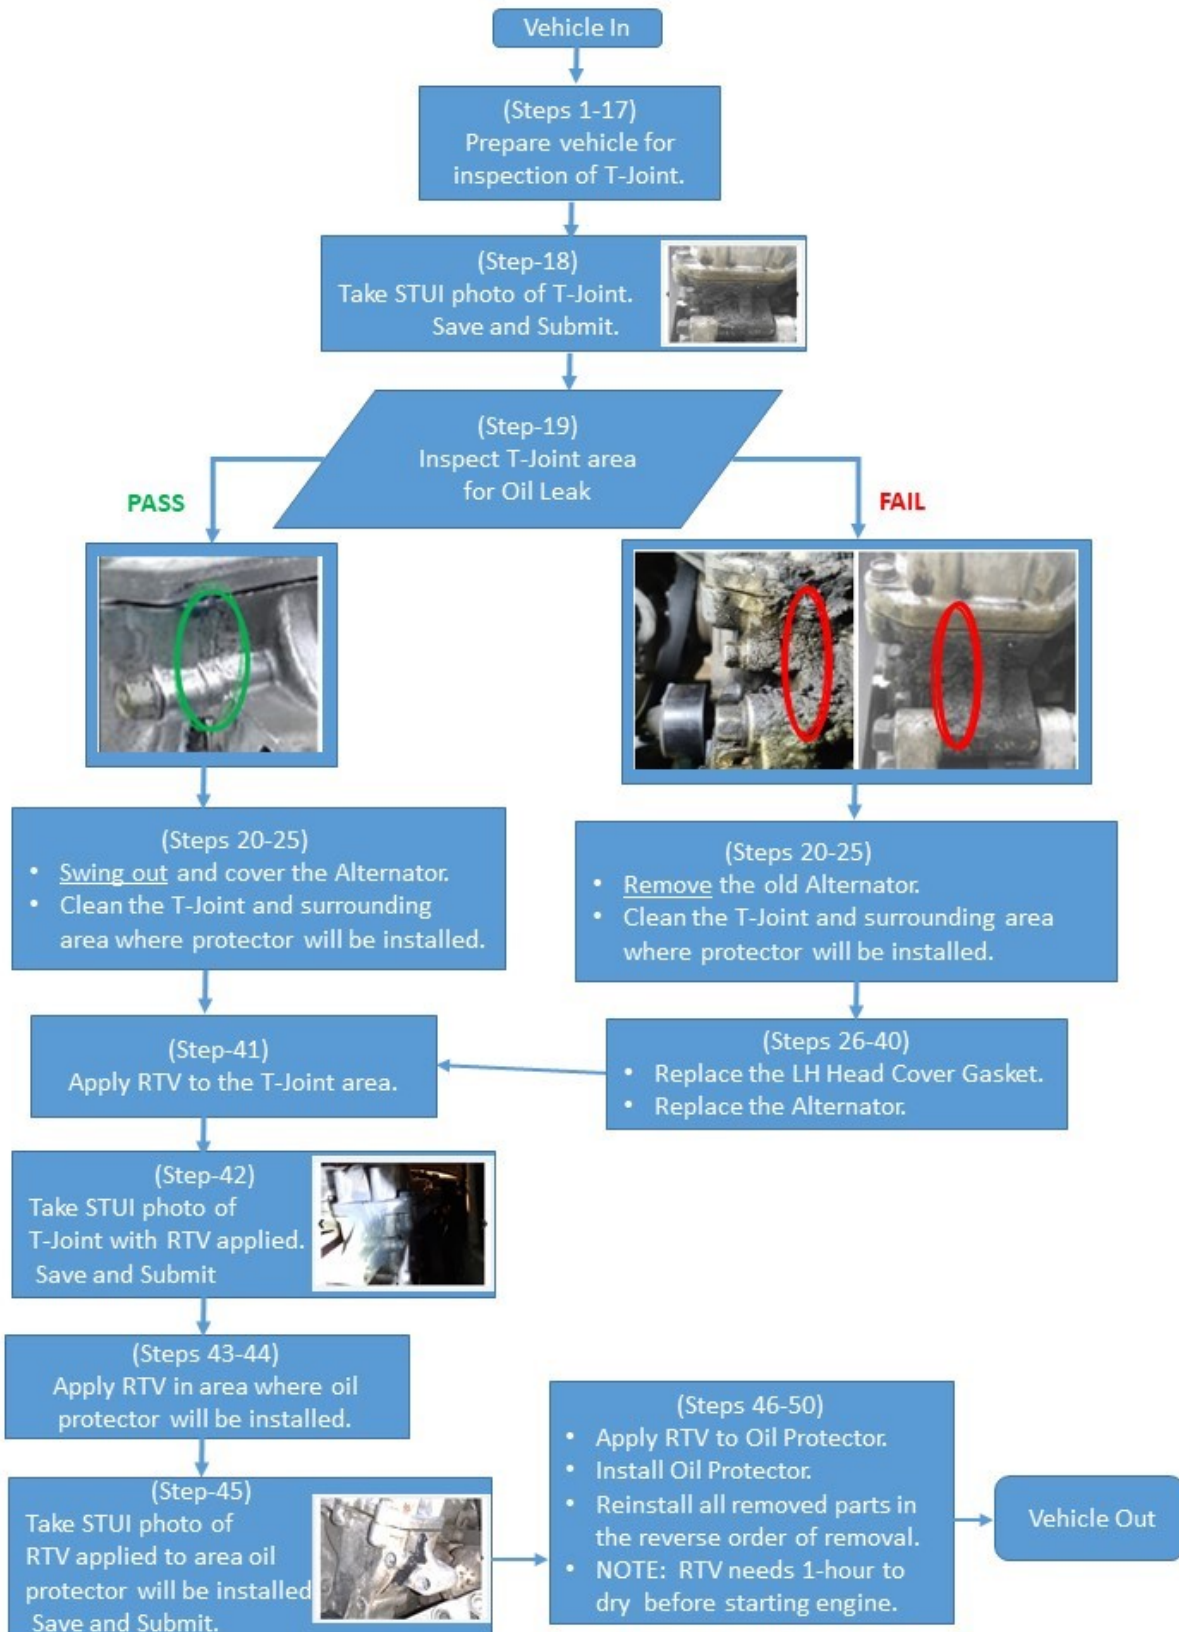 Vehicle In
(Steps 1-17)
Prepare vehicle for
inspection of T-Joint.
(Step-18)
Take STUI photo of T-Joint.
Save and Submit.
(Step-19)
Inspect T-Joint area
for Oil Leak
PASS
FAIL
(Steps 20-25)
• Swing out and cover the Alternator.
• Clean the T-Joint and surrounding
area where protector will be installed.
(Steps 20-25)
• Remove the old Alternator.
• Clean the T-Joint and surrounding area
where protector will be installed.
(Steps 26-40)
• Replace the LH Head Cover Gasket.
• Replace the Alternator.
(Step-41)
Apply RTV to the T-Joint area.
(Step-42)
Take STUI photo of
T-Joint with RTV applied.
Save and Submit
(Steps 43-44)
Apply RTV in area where oil
protector will be installed.
(Step-45)
Take STUI photo of
RTV applied to area oil
protector will be installed
Save and Submit.
(Steps 46-50)
• Apply RTV to Oil Protector.
• Install Oil Protector.
• Reinstall all removed parts in
the reverse order of removal.
• NOTE: RTV needs 1-hour to
dry before starting engine.
Vehicle Out